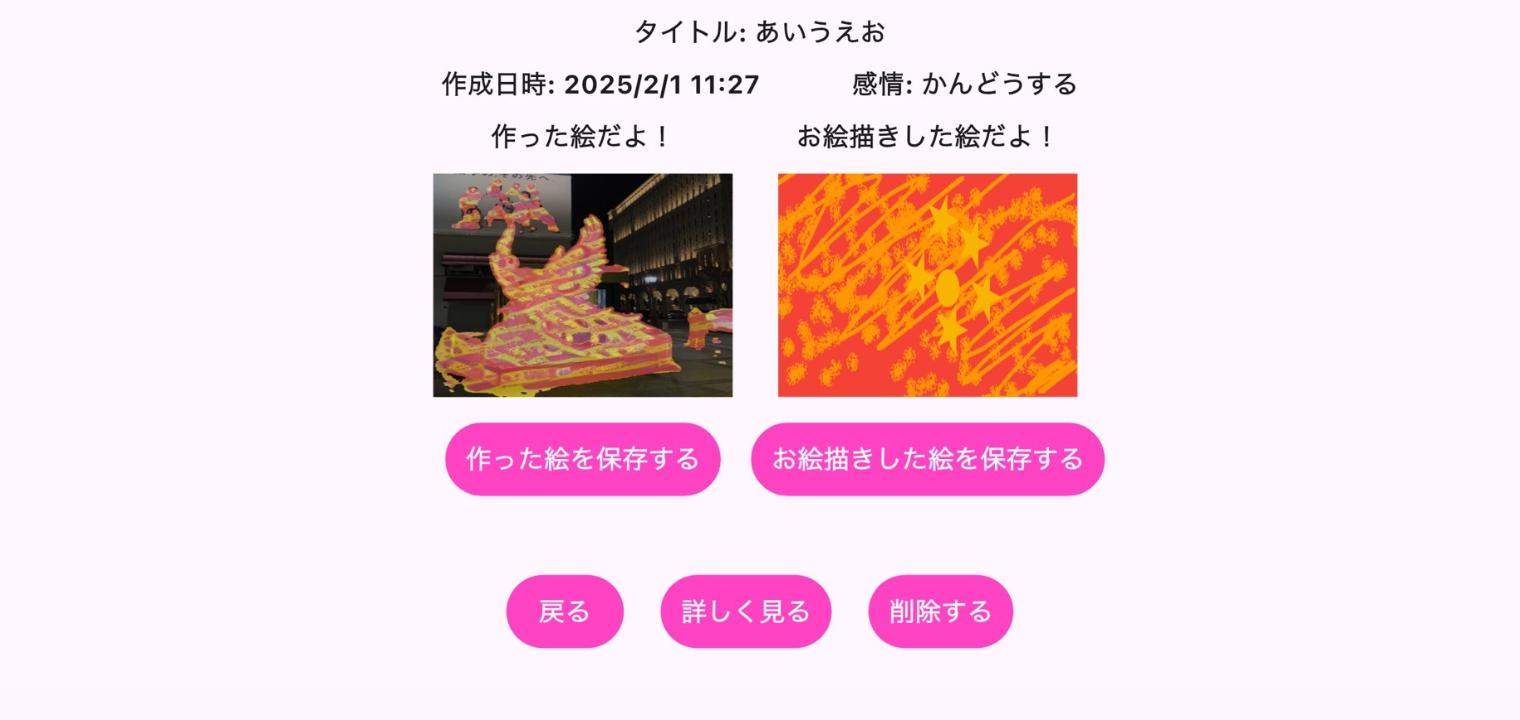 タイトル: あいうえお
作成日時: 2025/2/1 11:27
感情: かんどうする
作った絵だよ！
お絵描きした絵だよ！
作った絵を保存する
お絵描きした絵を保存する
戻る
詳しく見る
削除する